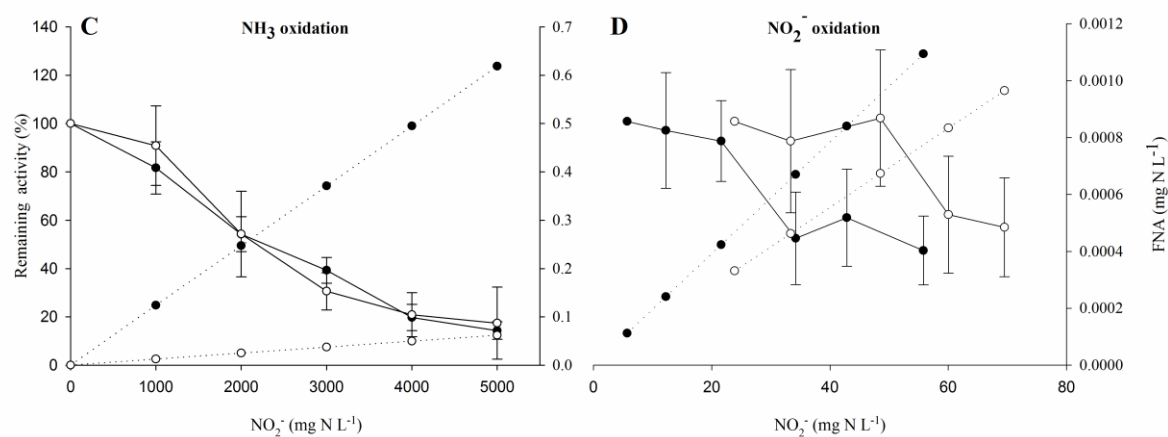 C
NH₃ oxidation
140
120
100
80
60
40
20
0
Remaining activity (%)
0.7
0.6
0.5
0.4
0.3
0.2
0.1
0.0
0 1000 2000 3000 4000 5000
NO₂⁻ (mg N L⁻¹)
D
NO₂⁻ oxidation
0.0012
0.0010
0.0008
0.0006
0.0004
0.0002
0.0000
FNA (mg N L⁻¹)
0 20 40 60 80
NO₂⁻ (mg N L⁻¹)